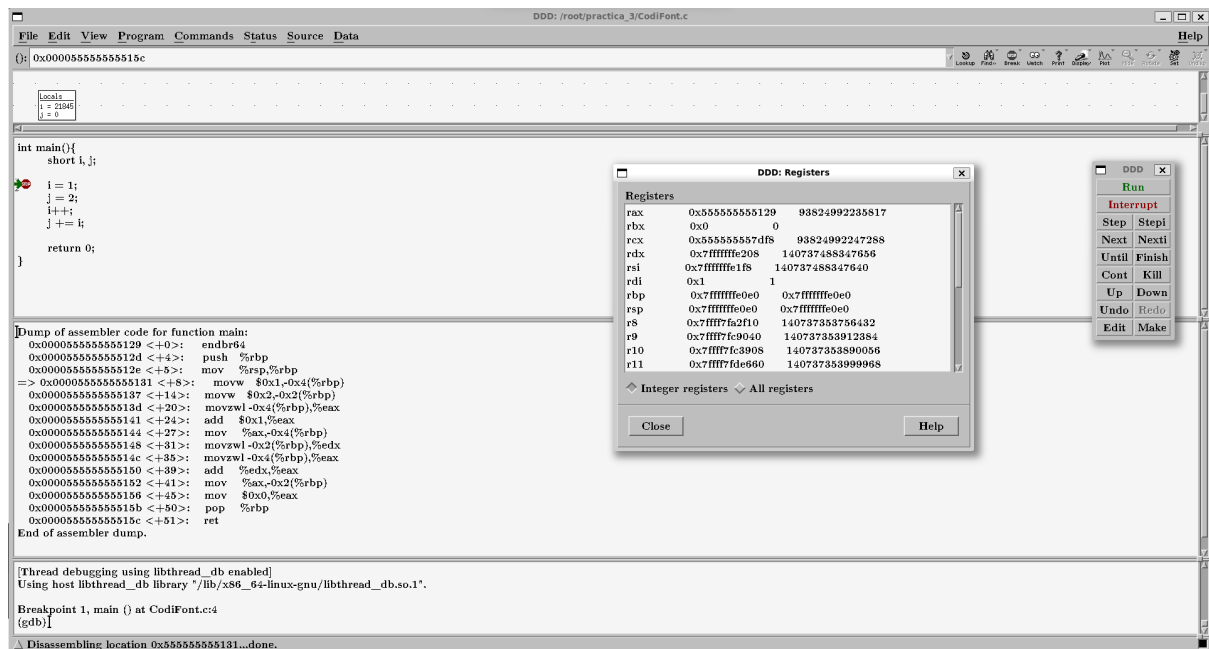 DDD: /root/practica_3/CodiFont.c
File Edit View Program Commands Status Source Data Help
(): 0x000055555555515c
Lookup Find» Break Watch Print Display Plot Hide Rotate Set Undisp
Locals
i = 21845
j = 0
int main(){
short i, j;
i = 1;
j = 2;
i++;
j += i;
return 0;
}
DDD: Registers
Registers
rax 0x555555555129 93824992235817
rbx 0x0 0
rcx 0x555555557df8 93824992247288
rdx 0x7fffffffe208 140737488347656
rsi 0x7fffffffe1f8 140737488347640
rdi 0x1 1
rbp 0x7fffffffe0e0 0x7fffffffe0e0
rsp 0x7fffffffe0e0 0x7fffffffe0e0
r8 0x7ffff7fa2f10 140737353756432
r9 0x7ffff7fc9040 140737353912384
r10 0x7ffff7fc3908 140737353890056
r11 0x7ffff7fde660 140737353999968
Integer registers All registers
Close Help
DDD
Run
Interrupt
Step Stepi
Next Nexti
Until Finish
Cont Kill
Up Down
Undo Redo
Edit Make
Dump of assembler code for function main:
0x0000555555555129 <+0>: endbr64
0x000055555555512d <+4>: push %rbp
0x000055555555512e <+5>: mov %rsp,%rbp
=> 0x0000555555555131 <+8>: movw $0x1,-0x4(%rbp)
0x0000555555555137 <+14>: movw $0x2,-0x2(%rbp)
0x000055555555513d <+20>: movzwl -0x4(%rbp),%eax
0x0000555555555141 <+24>: add $0x1,%eax
0x0000555555555144 <+27>: mov %ax,-0x4(%rbp)
0x0000555555555148 <+31>: movzwl -0x2(%rbp),%edx
0x000055555555514c <+35>: movzwl -0x4(%rbp),%eax
0x0000555555555150 <+39>: add %edx,%eax
0x0000555555555152 <+41>: mov %ax,-0x2(%rbp)
0x0000555555555156 <+45>: mov $0x0,%eax
0x000055555555515b <+50>: pop %rbp
0x000055555555515c <+51>: ret
End of assembler dump.
[Thread debugging using libthread_db enabled]
Using host libthread_db library "/lib/x86_64-linux-gnu/libthread_db.so.1".
Breakpoint 1, main () at CodiFont.c:4
(gdb)
Disassembling location 0x555555555131...done.